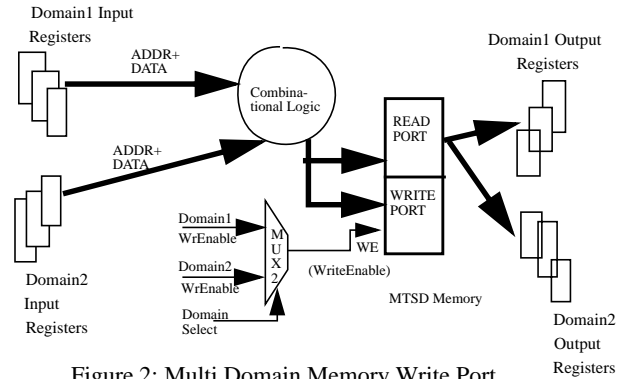 Domain1 Input
Registers
ADDR+
DATA
Combina-
tional Logic
Domain1 Output
Registers
READ
PORT
ADDR+
DATA
WRITE
PORT
Domain1
WrEnable
M
U
X
2
WE
(WriteEnable)
Domain2
WrEnable
Domain2
Input
Registers
Domain
Select
MTSD Memory
Domain2
Output
Registers
Figure 2: Multi Domain Memory Write Port